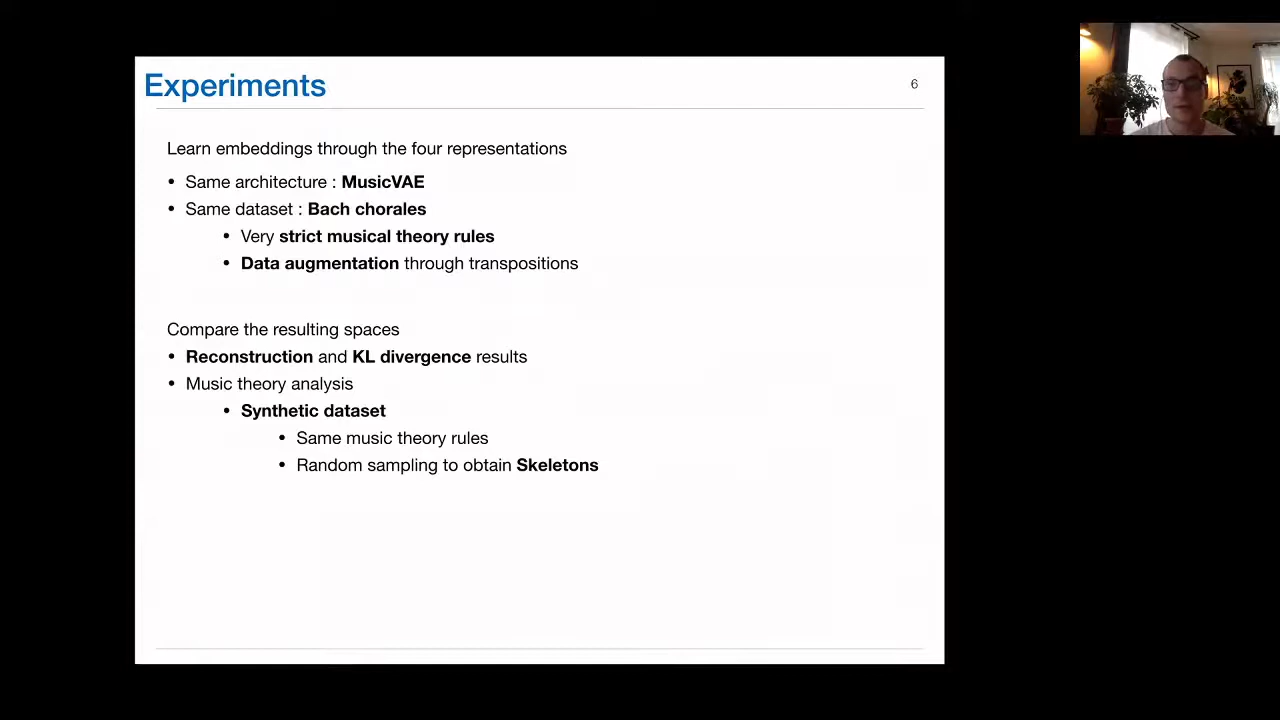 Experiments
6
Learn embeddings through the four representations
• Same architecture : MusicVAE
• Same dataset : Bach chorales
• Very strict musical theory rules
• Data augmentation through transpositions
Compare the resulting spaces
• Reconstruction and KL divergence results
• Music theory analysis
• Synthetic dataset
• Same music theory rules
• Random sampling to obtain Skeletons